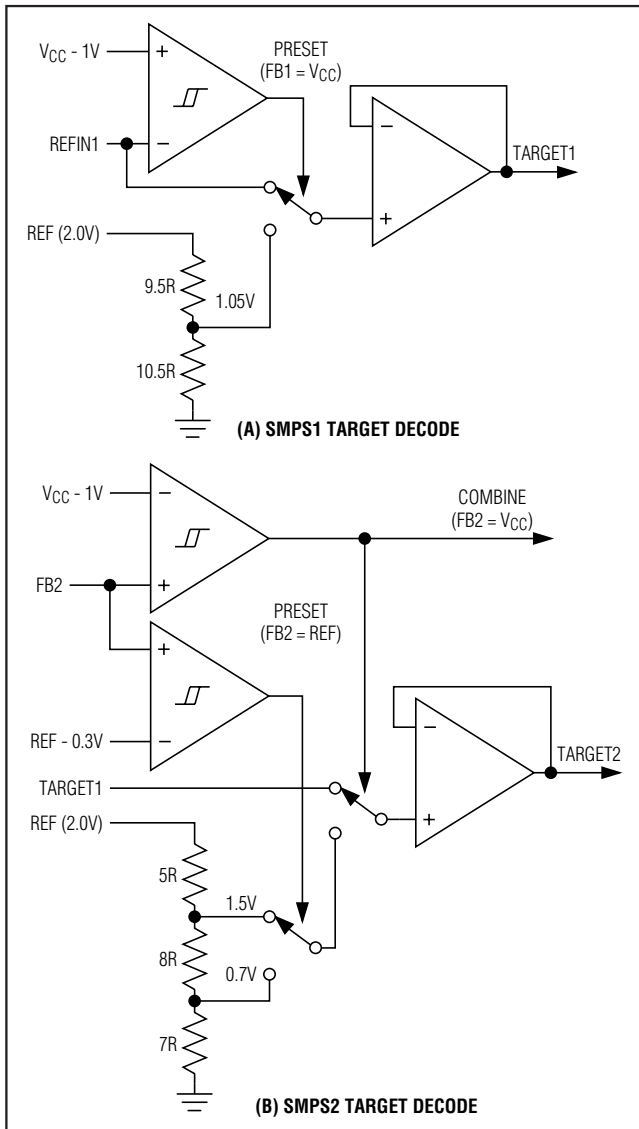 VCC - 1V
+
PRESET
(FB1 = VCC)
REFIN1
-
-
+
TARGET1
REF (2.0V)
9.5R
1.05V
10.5R
(A) SMPS1 TARGET DECODE
VCC - 1V
-
COMBINE
(FB2 = VCC)
FB2
+
PRESET
(FB2 = REF)
+
REF - 0.3V
-
-
+
TARGET2
TARGET1
REF (2.0V)
5R
1.5V
8R
0.7V
7R
(B) SMPS2 TARGET DECODE